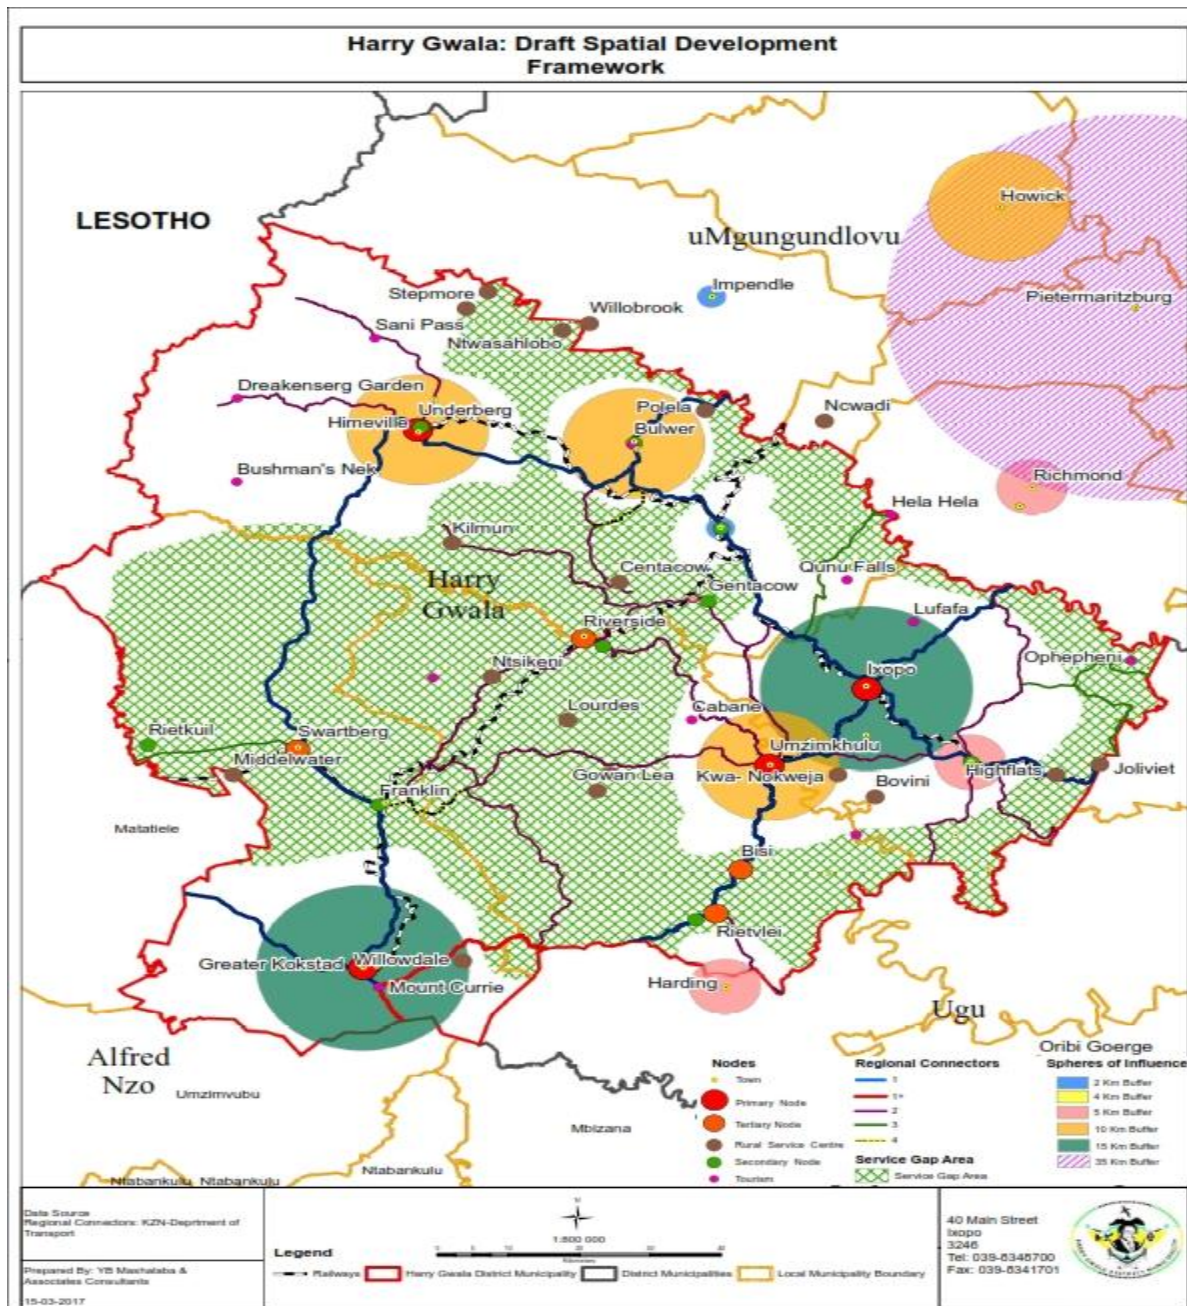 Harry Gwala: Draft Spatial Development
Framework
LESOTHO
uMgungundlovu
Howick
Impendle
Pietermaritzburg
Stepmore
Willobrook
Sani Pass
Ntwasahlobo
Dreakenserg Garden
Underberg
Polela
Ncwadi
Himeville
Bulwer
Bushman's Nek
Richmond
Hela Hela
Kilmun
Centacow
Qunu Falls
Harry
Gwala
Gentacow
Lufafa
Riverside
Ntsikeni
Ixopo
Ophepheni
Lourdes
Cabane
Rietkuil
Swartberg
Umzimkhulu
Middelwater
Gowan Lea
Kwa- Nokweja
Highflats
Joliviet
Franklin
Bovini
Matatiele
Bisi
Rietvlei
Greater Kokstad
Willowdale
Mount Currie
Harding
Ugu
Alfred
Nzo
Oribi Goerge
Umzimvubu
Mbizana
Ntabankulu
Ntabankulu Ntabankulu
Nodes
Town
Primary Node
Tertiary Node
Rural Service Centre
Secondary Node
Tourism
Regional Connectors
1
1*
2
3
4
Service Gap Area
Service Gap Area
Spheres of Influence
2 Km Buffer
4 Km Buffer
5 Km Buffer
10 Km Buffer
15 Km Buffer
35 Km Buffer
Data Source
Regional Connectors: KZN-Deprtment of
Transport
Prepared By: YB Mashalaba &
Associates Consultants
15-03-2017
N
1:600 000
Kilometers
Legend
Railways
Harry Gwala District Municipality
District Municipalities
Local Municipality Boundary
40 Main Street
Ixopo
3246
Tel: 039-8348700
Fax: 039-8341701